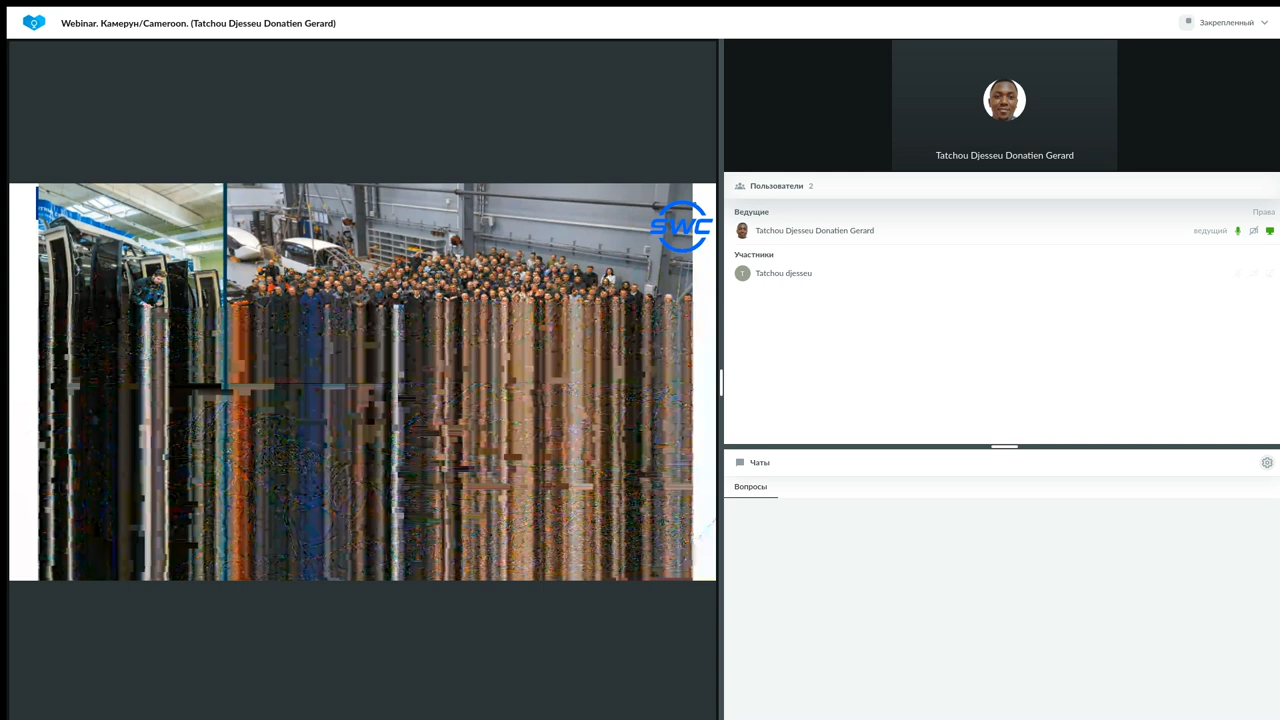 Webinar. Камерун/Cameroon. (Tatchou Djesseu Donatien Gerard)
Закрепленный
SWC
Tatchou Djesseu Donatien Gerard
Пользователи 2
Ведущие Права
Tatchou Djesseu Donatien Gerard ведущий
Участники
T Tatchou djesseu
Чаты
Вопросы